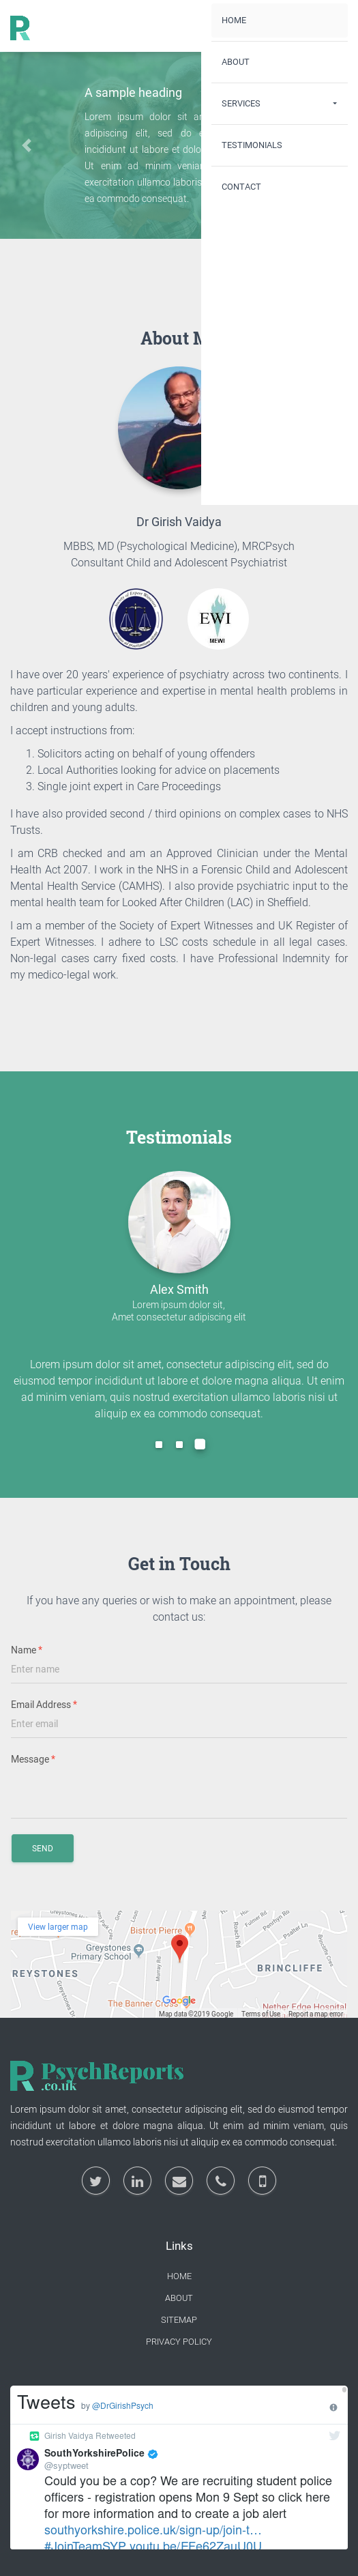 R
HOME
ABOUT
SERVICES
TESTIMONIALS
CONTACT
A sample heading
Lorem ipsum dolor sit
adipiscing elit, sed do
incididunt ut labore et
Ut enim ad minim
exercitation ullamco laboris
ea commodo consequat.
About
Dr Girish Vaidya
MBBS, MD (Psychological Medicine), MRCPsych
Consultant Child and Adolescent Psychiatrist
EWI
MEWI
I have over 20 years' experience of psychiatry across two continents. I
have particular experience and expertise in mental health problems in
children and young adults.
I accept instructions from:
1. Solicitors acting on behalf of young offenders
2. Local Authorities looking for advice on placements
3. Single joint expert in Care Proceedings
I have also provided second / third opinions on complex cases to NHS
Trusts.
I am CRB checked and am an Approved Clinician under the Mental
Health Act 2007. I work in the NHS in a Forensic Child and Adolescent
Mental Health Service (CAMHS). I also provide psychiatric input to the
mental health team for Looked After Children (LAC) in Sheffield.
I am a member of the Society of Expert Witnesses and UK Register of
Expert Witnesses. I adhere to LSC costs schedule in all legal cases.
Non-legal cases carry fixed costs. I have Professional Indemnity for
my medico-legal work.
Testimonials
Alex Smith
Lorem ipsum dolor sit,
Amet consectetur adipiscing elit
Lorem ipsum dolor sit amet, consectetur adipiscing elit, sed do
eiusmod tempor incididunt ut labore et dolore magna aliqua. Ut enim
ad minim veniam, quis nostrud exercitation ullamco laboris nisi ut
aliquip ex ea commodo consequat.
Get in Touch
If you have any queries or wish to make an appointment, please
contact us:
Name *
Enter name
Email Address *
Enter email
Message *
SEND
View larger map
Bistrot Pierre
Greystones
Primary School
REYSTONES
BRINCLIFFE
The Banner Cross
Nether Edge Hospital
Google
Map data ©2019 Google Terms of Use Report a map error
R PsychReports
.co.uk
Lorem ipsum dolor sit amet, consectetur adipiscing elit, sed do eiusmod tempor
incididunt ut labore et dolore magna aliqua. Ut enim ad minim veniam, quis
nostrud exercitation ullamco laboris nisi ut aliquip ex ea commodo consequat.
Links
HOME
ABOUT
SITEMAP
PRIVACY POLICY
Tweets by @DrGirishPsych
Girish Vaidya Retweeted
SouthYorkshirePolice
@syptweet
Could you be a cop? We are recruiting student police
officers - registration opens Mon 9 Sept so click here
for more information and to create a job alert
southyorkshire.police.uk/sign-up/join-t…
#JoinTeamSYP youtu.be/FEe62ZauU0U